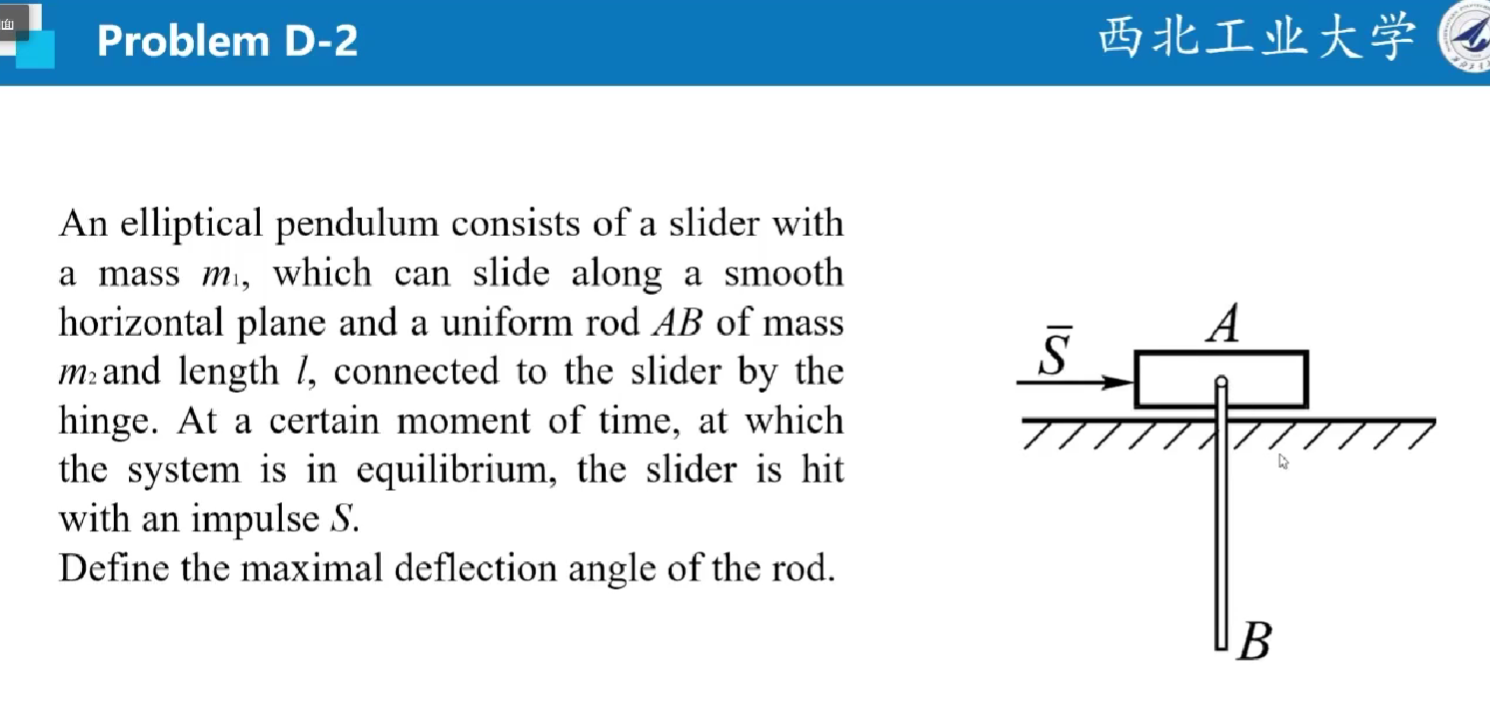 Problem D-2
西北工业大学
An elliptical pendulum consists of a slider with
a mass m₁, which can slide along a smooth
horizontal plane and a uniform rod AB of mass
m₂ and length l, connected to the slider by the
hinge. At a certain moment of time, at which
the system is in equilibrium, the slider is hit
with an impulse S.
Define the maximal deflection angle of the rod.
A
S̅
B